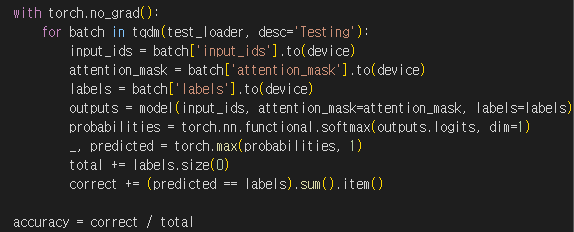 with torch.no_grad():
    for batch in tqdm(test_loader, desc='Testing'):
        input_ids = batch['input_ids'].to(device)
        attention_mask = batch['attention_mask'].to(device)
        labels = batch['labels'].to(device)
        outputs = model(input_ids, attention_mask=attention_mask, labels=labels)
        probabilities = torch.nn.functional.softmax(outputs.logits, dim=1)
        _, predicted = torch.max(probabilities, 1)
        total += labels.size(0)
        correct += (predicted == labels).sum().item()

accuracy = correct / total